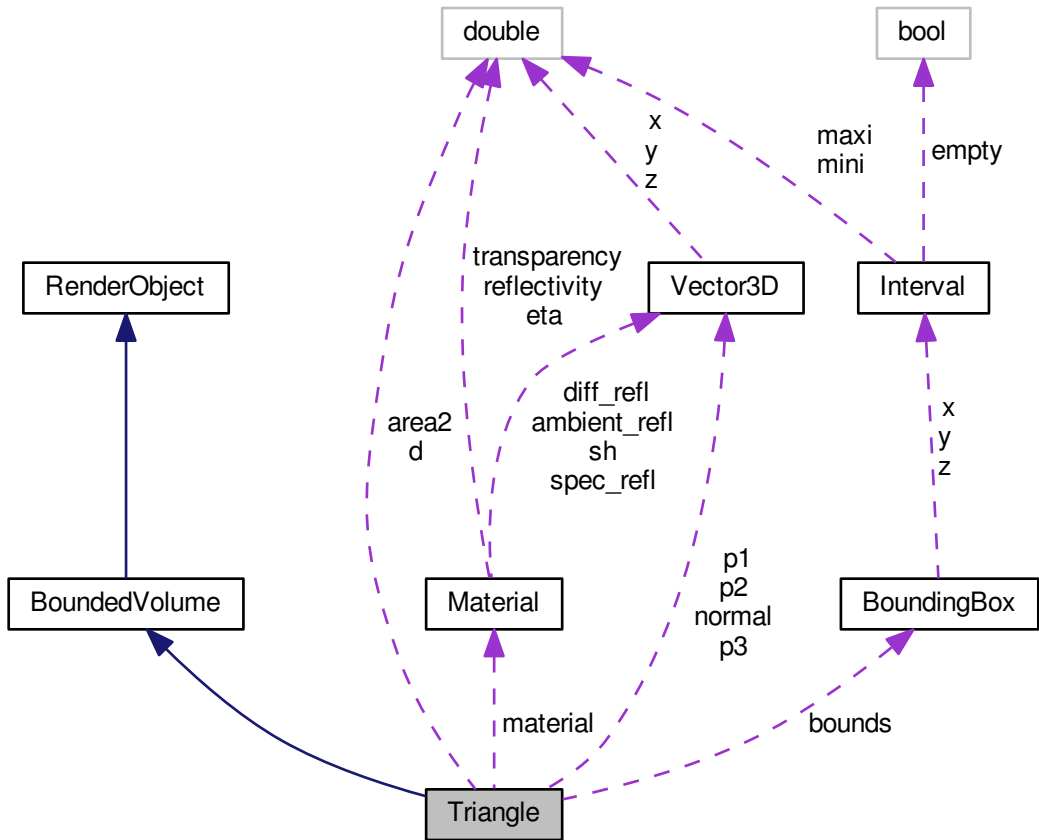 double
bool
x
y
z
maxi
mini
empty
RenderObject
transparency
reflectivity
eta
Vector3D
Interval
area2
d
diff_refl
ambient_refl
sh
spec_refl
x
y
z
BoundedVolume
Material
p1
p2
normal
p3
BoundingBox
material
bounds
Triangle